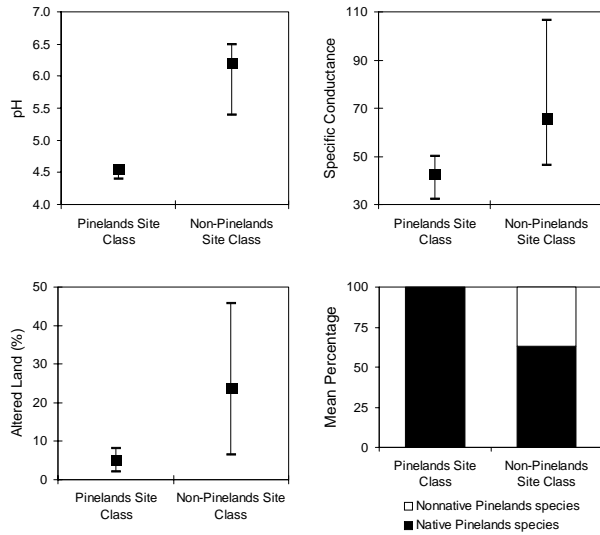 7.0
6.5
6.0
5.5
5.0
4.5
4.0
pH
Pinelands Site
Class
Non-Pinelands
Site Class
110
90
70
50
30
Specific Conductance
Pinelands Site
Class
Non-Pinelands
Site Class
50
40
30
20
10
0
Altered Land (%)
Pinelands Site
Class
Non-Pinelands Site
Class
100
75
50
25
0
Mean Percentage
Pinelands Site
Class
Non-Pinelands
Site Class
Nonnative Pinelands species
Native Pinelands species